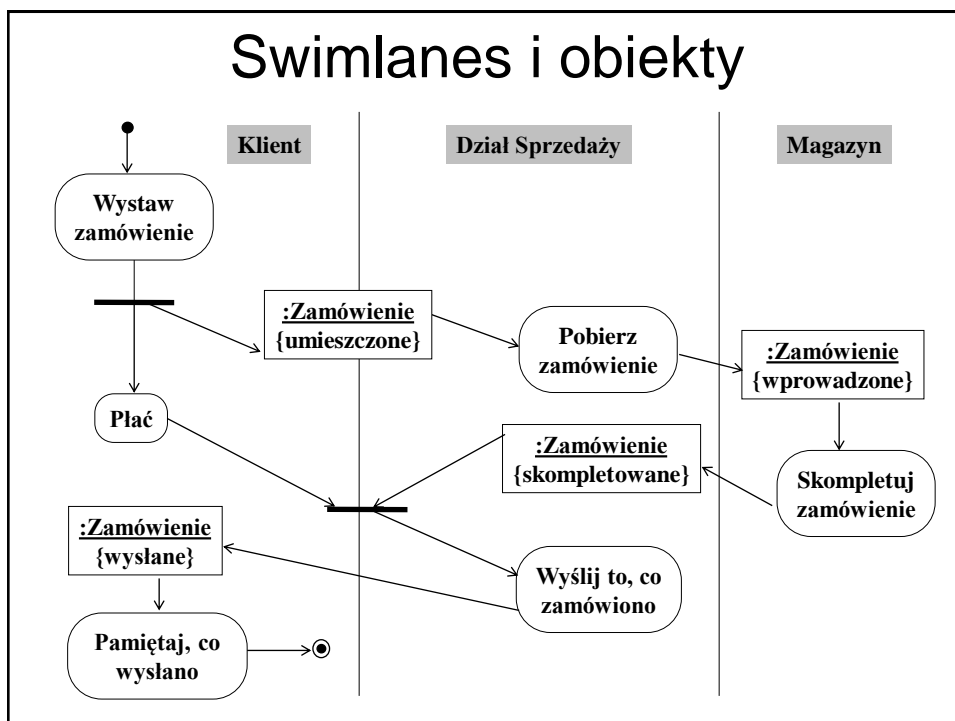 Swimlanes i obiekty
Klient
Dział Sprzedaży
Magazyn
Wystaw
zamówienie
:Zamówienie
{umieszczone}
Pobierz
zamówienie
:Zamówienie
{wprowadzone}
Płać
:Zamówienie
{skompletowane}
Skompletuj
zamówienie
:Zamówienie
{wysłane}
Wyślij to, co
zamówiono
Pamiętaj, co
wysłano